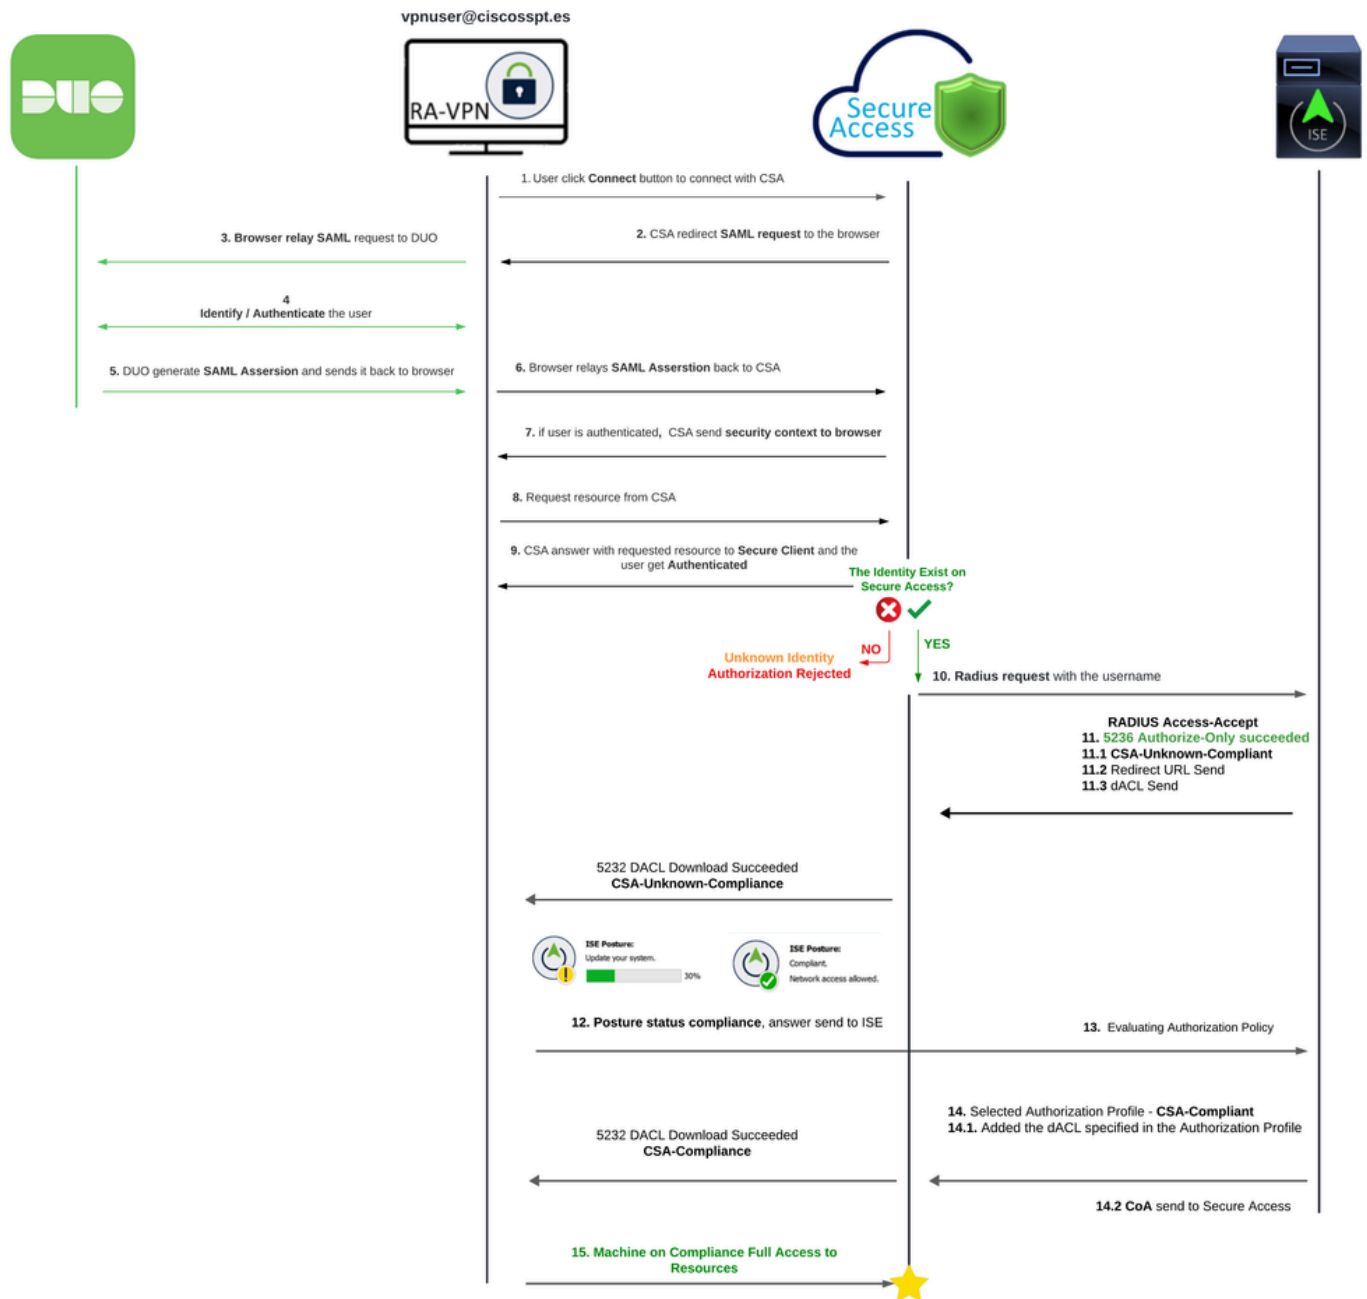 vpnuser@ciscosspt.es
DUO
RA-VPN
Secure
Access
ISE
1. User click Connect button to connect with CSA
3. Browser relay SAML request to DUO
2. CSA redirect SAML request to the browser
4
Identify / Authenticate the user
5. DUO generate SAML Assersion and sends it back to browser
6. Browser relays SAML Asserstion back to CSA
7. if user is authenticated, CSA send security context to browser
8. Request resource from CSA
9. CSA answer with requested resource to Secure Client and the
user get Authenticated
The Identity Exist on
Secure Access?
NO
YES
Unknown Identity
Authorization Rejected
10. Radius request with the username
RADIUS Access-Accept
11. 5236 Authorize-Only succeeded
11.1 CSA-Unknown-Compliant
11.2 Redirect URL Send
11.3 dACL Send
5232 DACL Download Succeeded
CSA-Unknown-Compliance
ISE Posture:
Update your system.
30%
ISE Posture:
Compliant.
Network access allowed.
12. Posture status compliance, answer send to ISE
13. Evaluating Authorization Policy
14. Selected Authorization Profile - CSA-Compliant
14.1. Added the dACL specified in the Authorization Profile
5232 DACL Download Succeeded
CSA-Compliance
14.2 CoA send to Secure Access
15. Machine on Compliance Full Access to
Resources